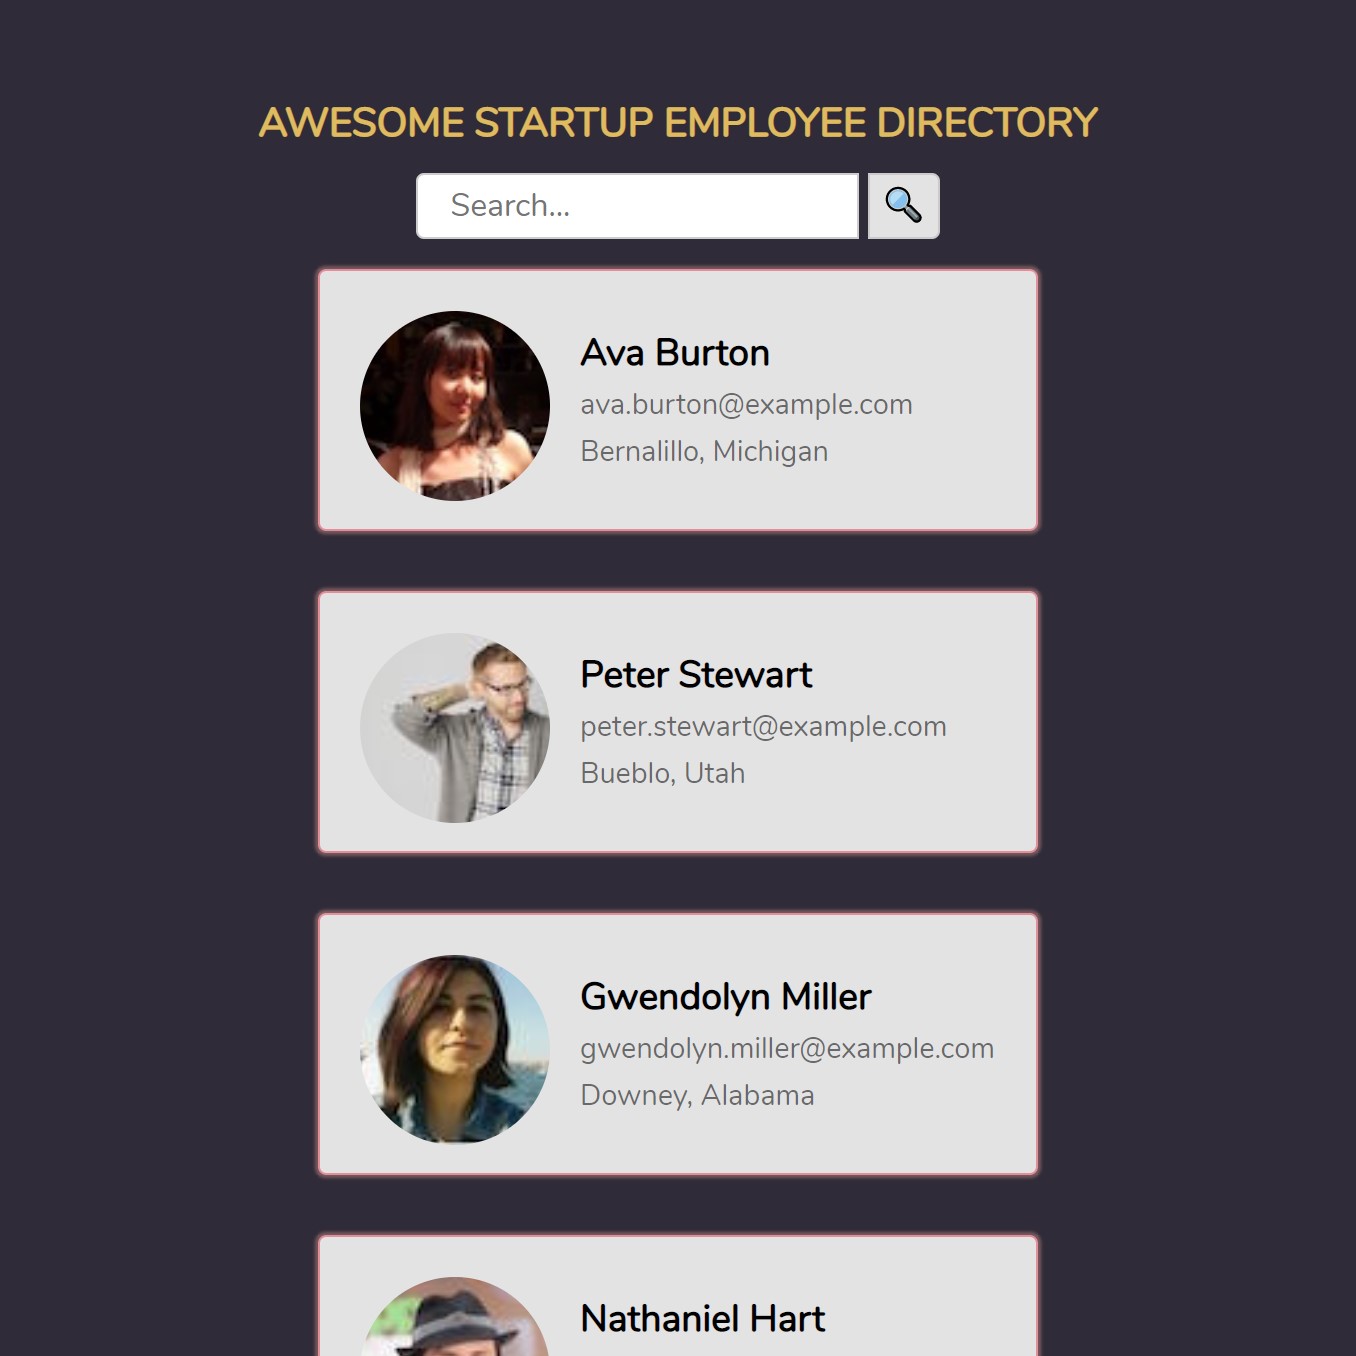 AWESOME STARTUP EMPLOYEE DIRECTORY
Search...
Ava Burton
ava.burton@example.com
Bernalillo, Michigan
Peter Stewart
peter.stewart@example.com
Bueblo, Utah
Gwendolyn Miller
gwendolyn.miller@example.com
Downey, Alabama
Nathaniel Hart